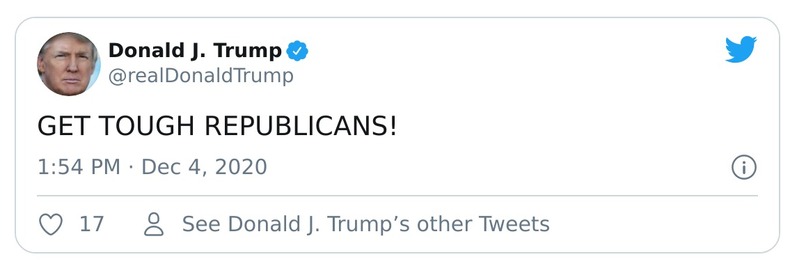 Donald J. Trump
@realDonaldTrump
GET TOUGH REPUBLICANS!
1:54 PM · Dec 4, 2020
17
See Donald J. Trump’s other Tweets